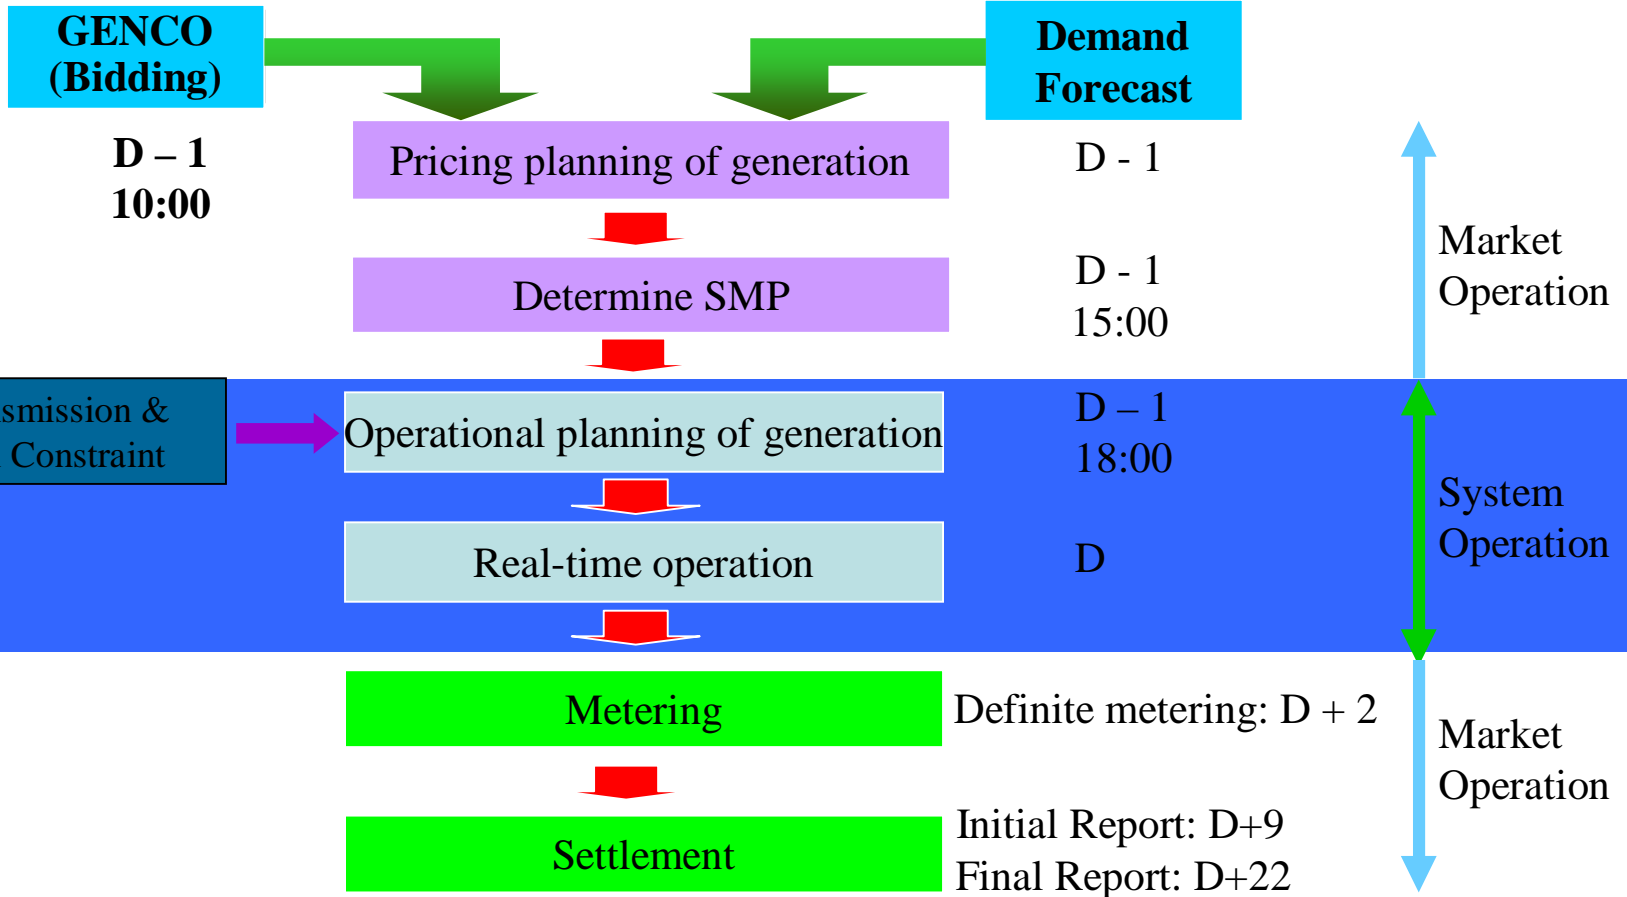 GENCO
(Bidding)
Demand
Forecast
D – 1
10:00
Pricing planning of generation
D - 1
Determine SMP
D - 1
15:00
Market
Operation
& 
Constraint
Operational planning of generation
D – 1
18:00
System
Operation
Real-time operation
D
Metering
Definite metering: D + 2
Market
Operation
Settlement
Initial Report: D+9
Final Report: D+22